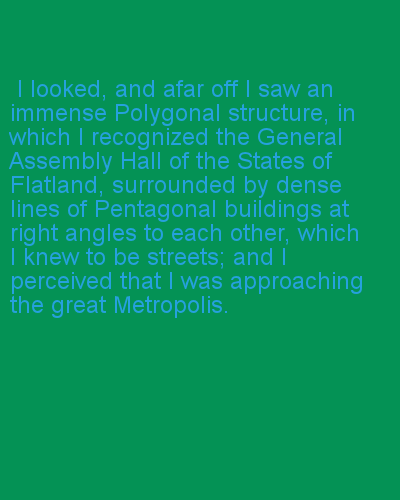 I looked, and afar off I saw an
immense Polygonal structure, in
which I recognized the General
Assembly Hall of the States of
Flatland, surrounded by dense
lines of Pentagonal buildings at
right angles to each other, which
I knew to be streets; and I
perceived that I was approaching
the great Metropolis.